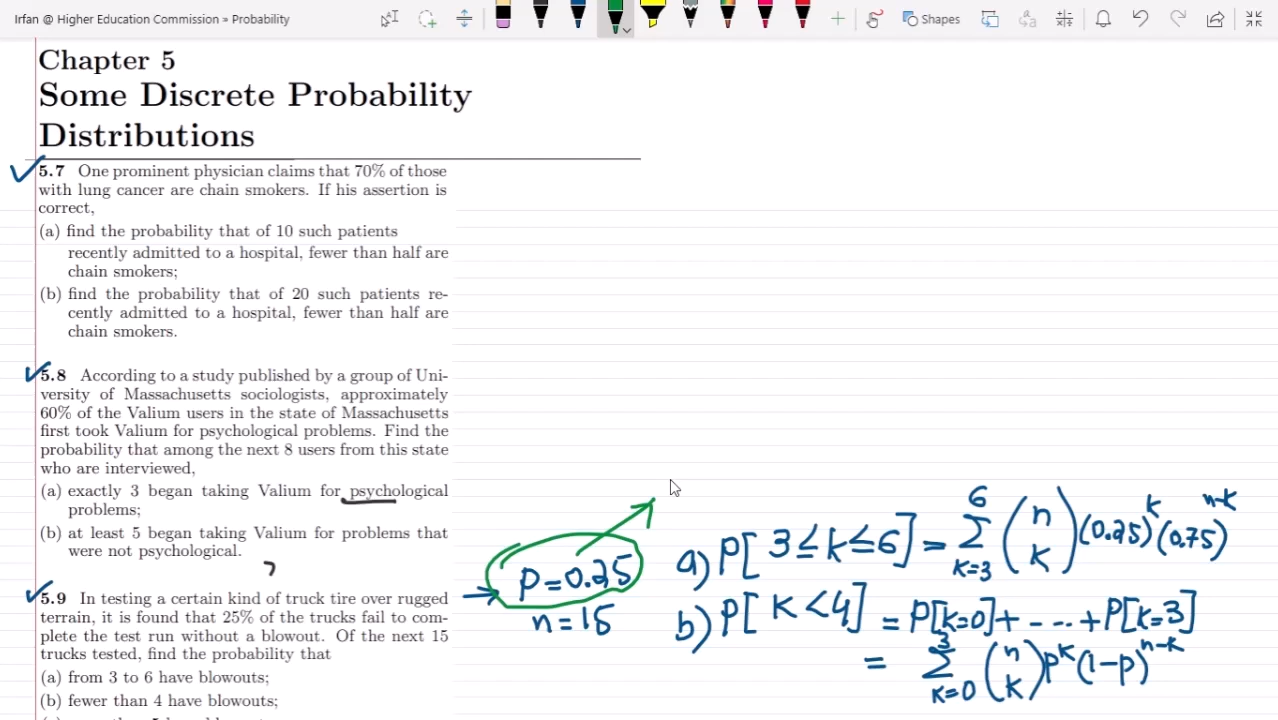 Irfan @ Higher Education Commission » Probability
Shapes
Chapter 5
Some Discrete Probability
Distributions
5.7 One prominent physician claims that 70% of those
with lung cancer are chain smokers. If his assertion is
correct,
(a) find the probability that of 10 such patients
recently admitted to a hospital, fewer than half are
chain smokers;
(b) find the probability that of 20 such patients re-
cently admitted to a hospital, fewer than half are
chain smokers.
5.8 According to a study published by a group of Uni-
versity of Massachusetts sociologists, approximately
60% of the Valium users in the state of Massachusetts
first took Valium for psychological problems. Find the
probability that among the next 8 users from this state
who are interviewed,
(a) exactly 3 began taking Valium for psychological
problems;
(b) at least 5 began taking Valium for problems that
were not psychological.
5.9 In testing a certain kind of truck tire over rugged
terrain, it is found that 25% of the trucks fail to com-
plete the test run without a blowout. Of the next 15
trucks tested, find the probability that
(a) from 3 to 6 have blowouts;
(b) fewer than 4 have blowouts;
p=0.25
n=15
a) P[ 3≤k≤6] = Σ_{k=3}^{6} (n k) (0.25)^k (0.75)^{n-k}
b) P[ K<4] = P[k=0]+ --- +P[k=3]
= Σ_{k=0}^{3} (n k) p^k (1-p)^{n-k}